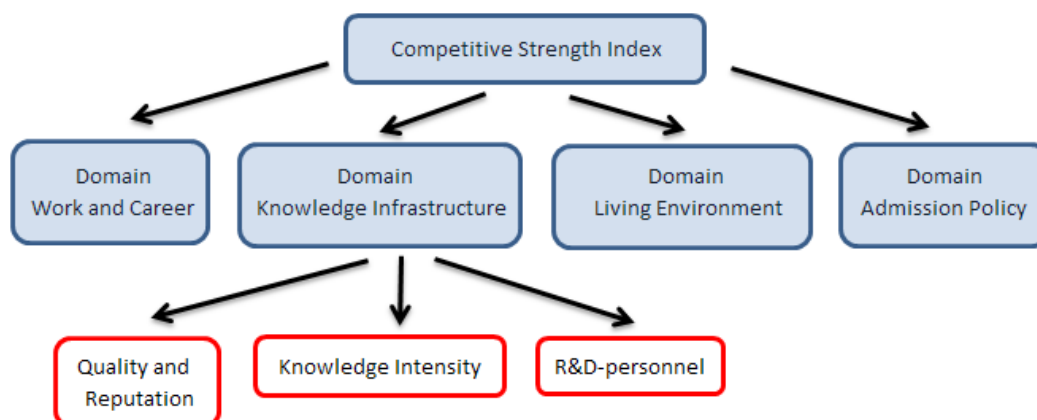 Competitive Strength Index
Domain
Work and Career
Domain
Knowledge Infrastructure
Domain
Living Environment
Domain
Admission Policy
Quality and
Reputation
Knowledge Intensity
R&D-personnel